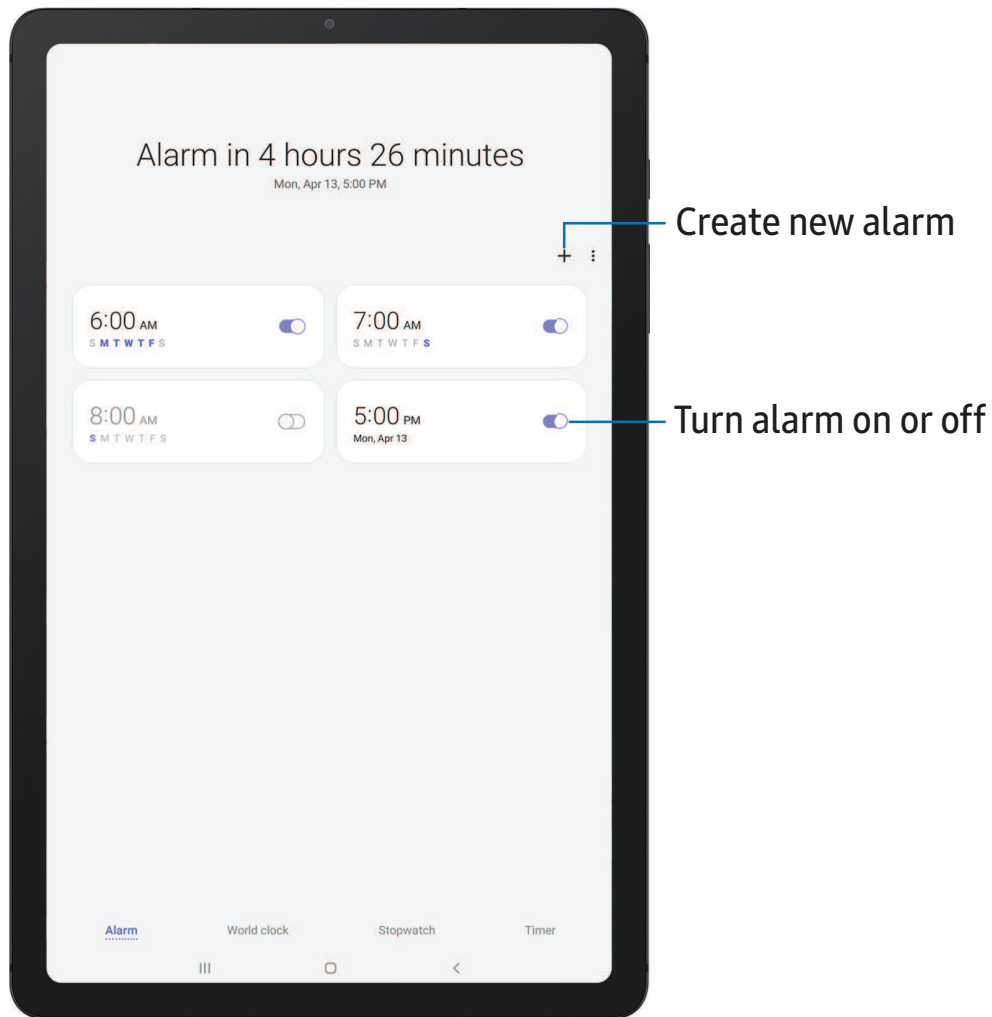 Alarm in 4 hours 26 minutes
Mon, Apr 13, 5:00 PM
Create new alarm
6:00 AM
S M T W T F S
7:00 AM
S M T W T F S
8:00 AM
S M T W T F S
5:00 PM
Mon, Apr 13
Turn alarm on or off
Alarm World clock Stopwatch Timer